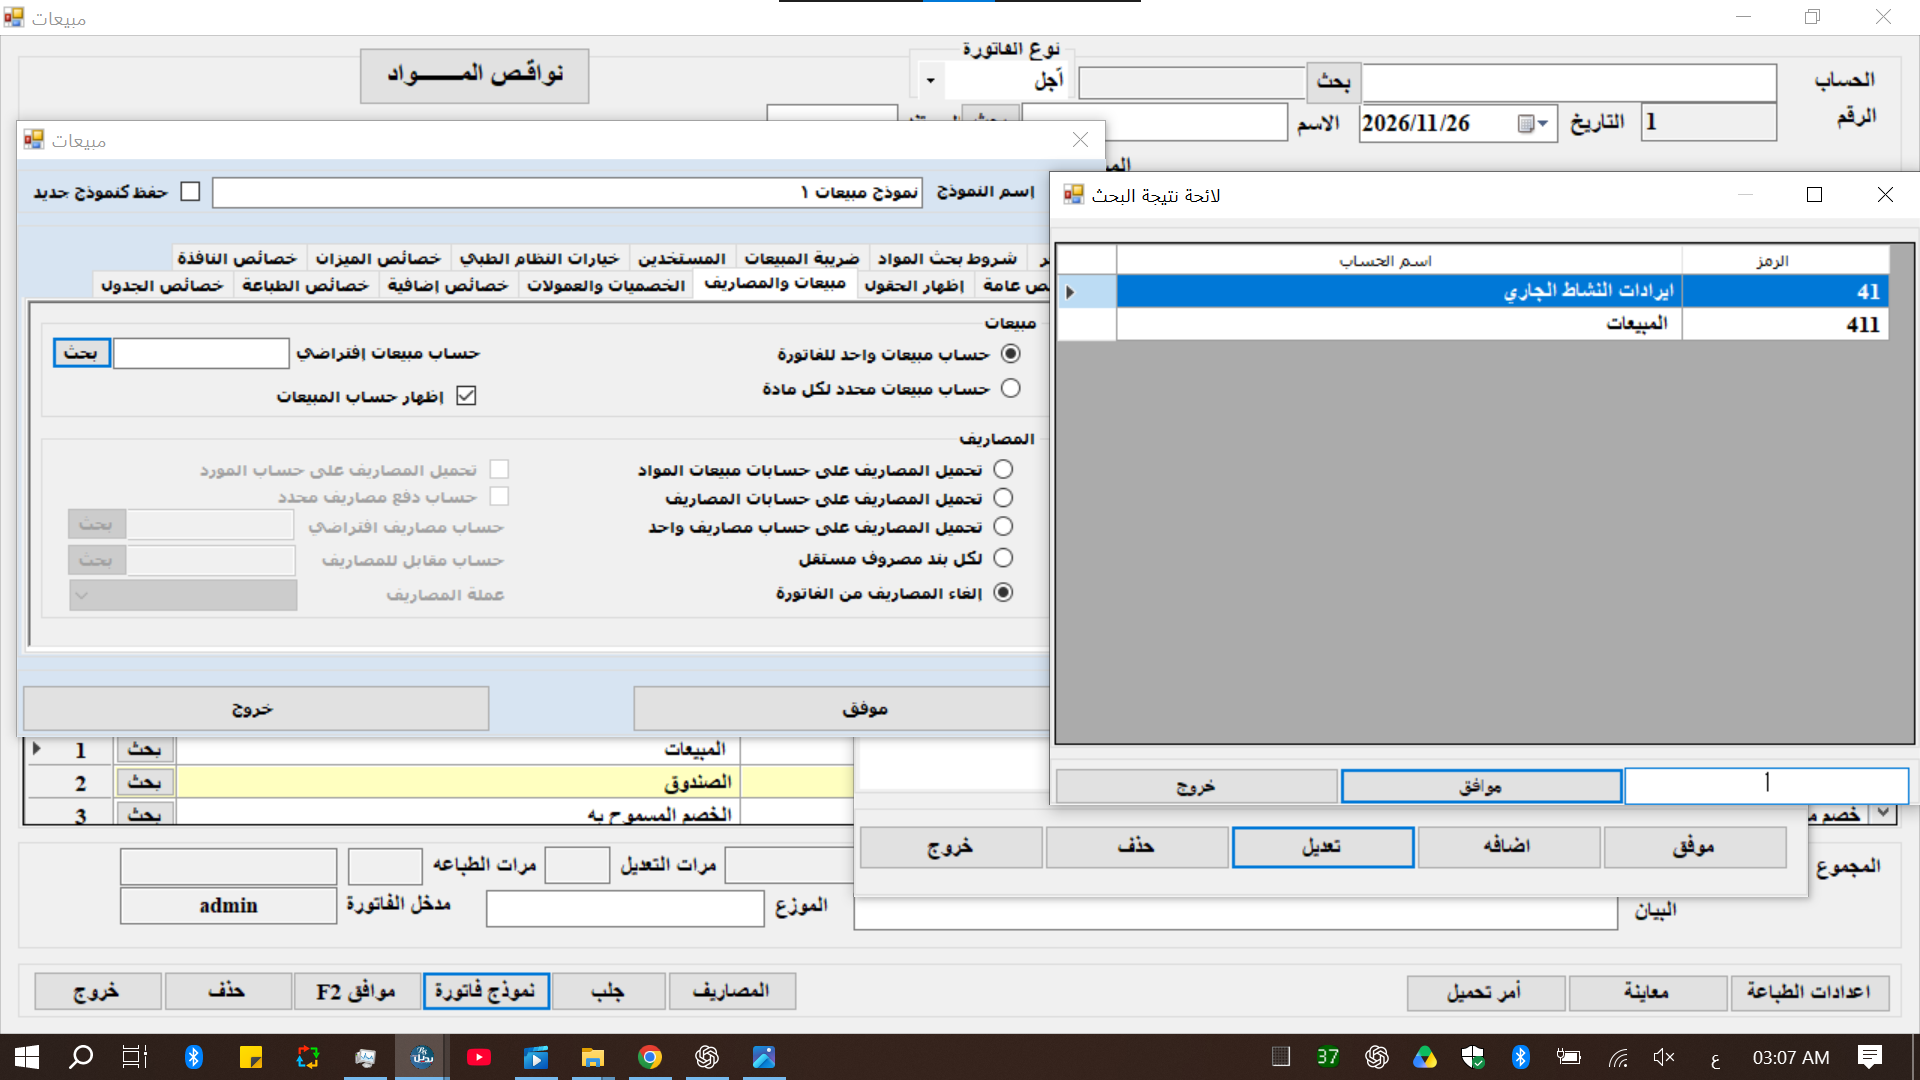 مبيعات
نواقص المـــــواد
نوع الفاتورة
آجل
بحث
الحساب
الرقم
1
التاريخ
2026/11/26
الاسم
مبيعات
اسم النموذج
نموذج مبيعات ١
حفظ كنموذج جديد
شروط بحث المواد
ضريبة المبيعات
المستخدين
خيارات النظام الطبي
خصائص الميزان
خصائص النافذة
ص عامة
إظهار الحقول
مبيعات والمصاريف
الخصميات والعمولات
خصائص إضافية
خصائص الطباعة
خصائص الجدول
مبيعات
حساب مبيعات واحد للفاتورة
حساب مبيعات إفتراضي
بحث
حساب مبيعات محدد لكل مادة
إظهار حساب المبيعات
المصاريف
تحميل المصاريف على حسابات مبيعات المواد
تحميل المصاريف على حساب المورد
تحميل المصاريف على حسابات المصاريف
حساب دفع مصاريف محدد
تحميل المصاريف على حساب مصاريف واحد
حساب مصاريف افتراضي
بحث
لكل بند مصروف مستقل
حساب مقابل للمصاريف
بحث
إلغاء المصاريف من الفاتورة
عملة المصاريف
موفق
خروج
لائحة نتيجة البحث
الرمز
اسم الحساب
41
ايرادات النشاط الجاري
411
المبيعات
1
موافق
خروج
1
بحث
المبيعات
2
بحث
الصندوق
3
بحث
الخصم المسموح به
خصم م
موفق
اضافه
تعديل
حذف
خروج
المجموع
مرات التعديل
مرات الطباعه
البيان
الموزع
مدخل الفاتورة
admin
اعدادات الطباعة
معاينة
أمر تحميل
المصاريف
جلب
نموذج فاتورة
موافق F2
حذف
خروج
37
ع
03:07 AM